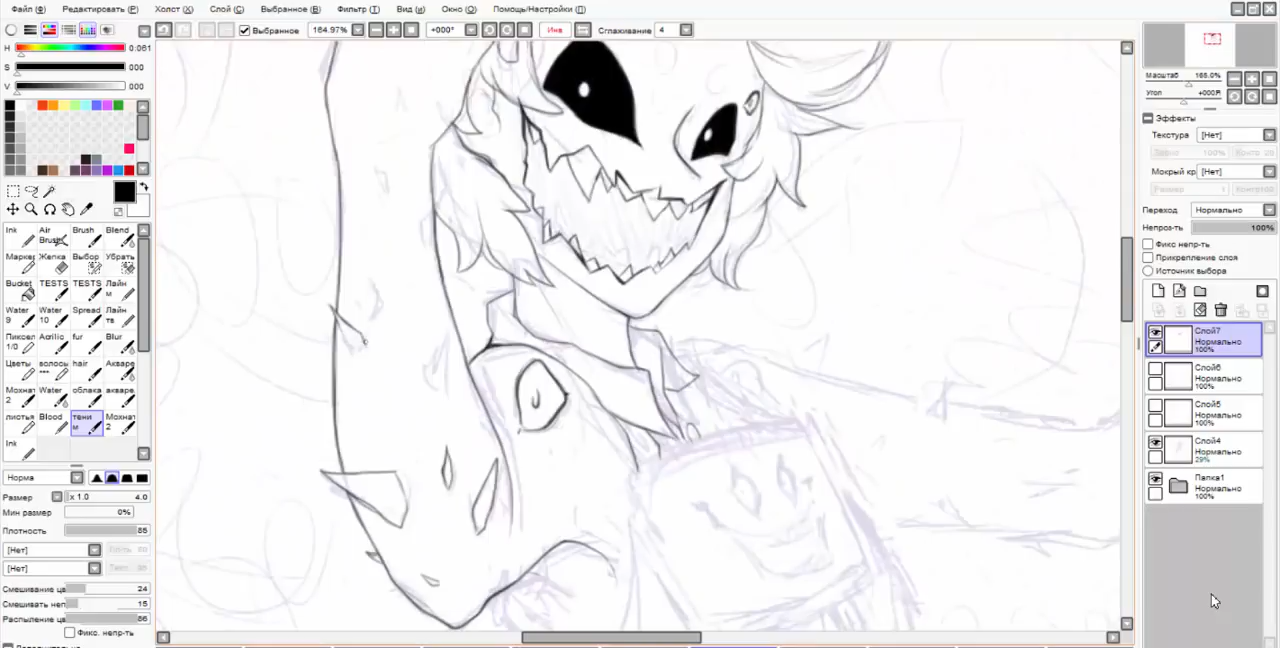 Файл (Ф) Редактировать (Р) Холст (Х) Слой (С) Выбранное (В) Фильтр (Т) Вид (И) Окно (О) Помощь/Настройки (П)
Выбранное 164.97% +000° Инв Сглаживание 4
H 0:061
S 000
V 000
Масштаб 165.0%
Угол +000R
Эффекты
Текстура [Нет]
Мокрый кр [Нет]
Переход Нормально
Непроз-ть 100%
Фикс непр-ть
Прикрепление слоя
Источник выбора
Ink Air Brush Brush Blend
Маркер Жепка Выбор Убрать
Bucket TESTS TESTS Лайн м
Water 9 Water 10 Spread Лайн тв
Пиксел 1/0 Acrilic fur Blur
Цветы волосы *** hair Акваре
Мохнат 2 Water облака акваре
листья Blood тени м Мохнат 2
Ink
Слой7
Нормально
100%
Слой6
Нормально
100%
Слой5
Нормально
100%
Слой4
Нормально
29%
Папка1
Нормально
100%
Норма
Размер x 1.0 4.0
Мин размер 0%
Плотность 86
[Нет]
[Нет]
Смешивание цв 24
Смешивать неп 15
Распыление цв 86
Фикс. непр-ть